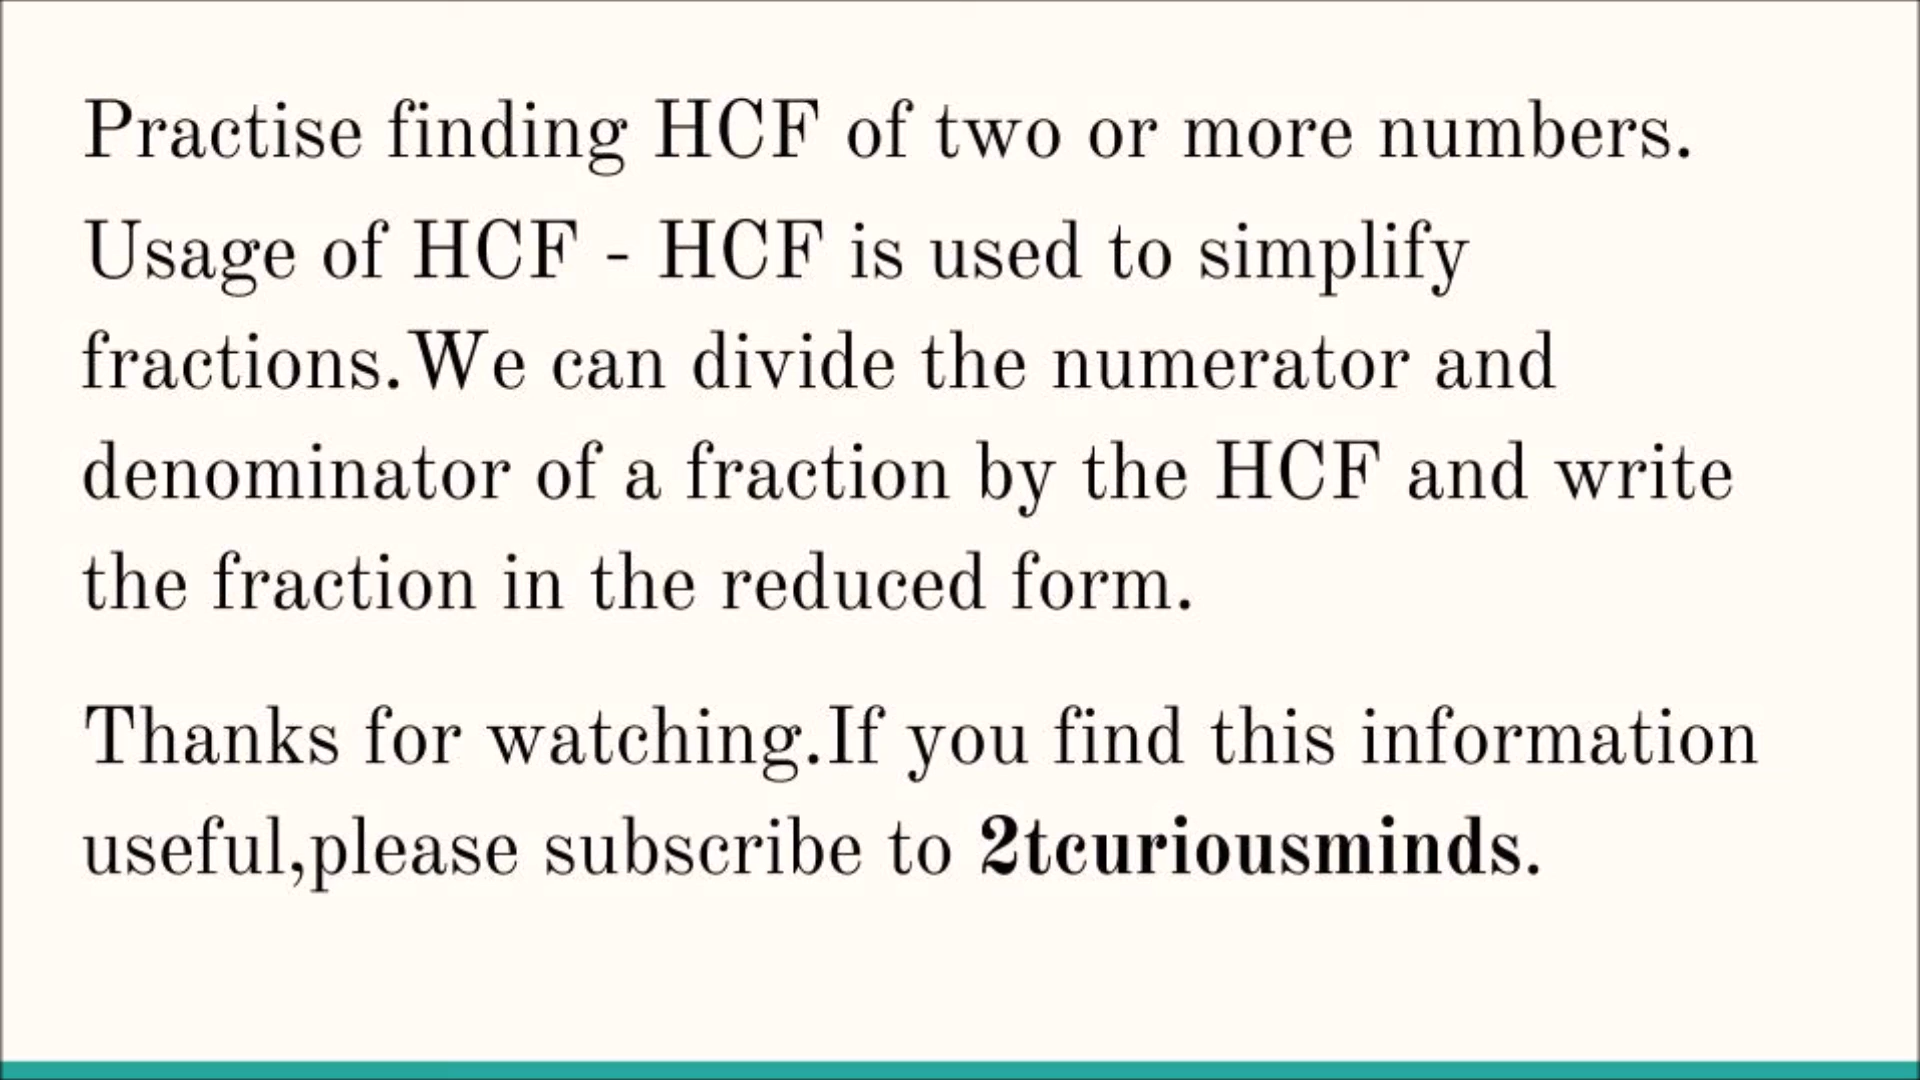 Practise finding HCF of two or more numbers.
Usage of HCF - HCF is used to simplify
fractions.We can divide the numerator and
denominator of a fraction by the HCF and write
the fraction in the reduced form.
Thanks for watching.If you find this information
useful,please subscribe to 2tcuriousminds.